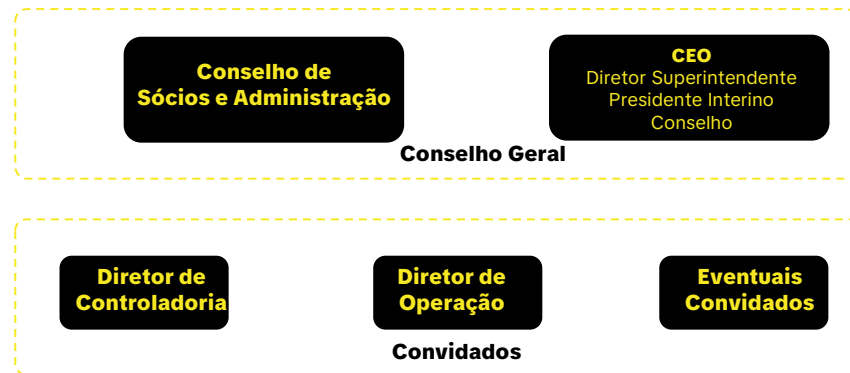 Conselho de
Sócios e Administração
CEO
Diretor Superintendente
Presidente Interino
Conselho
Conselho Geral
Diretor de
Controladoria
Diretor de
Operação
Eventuais
Convidados
Convidados